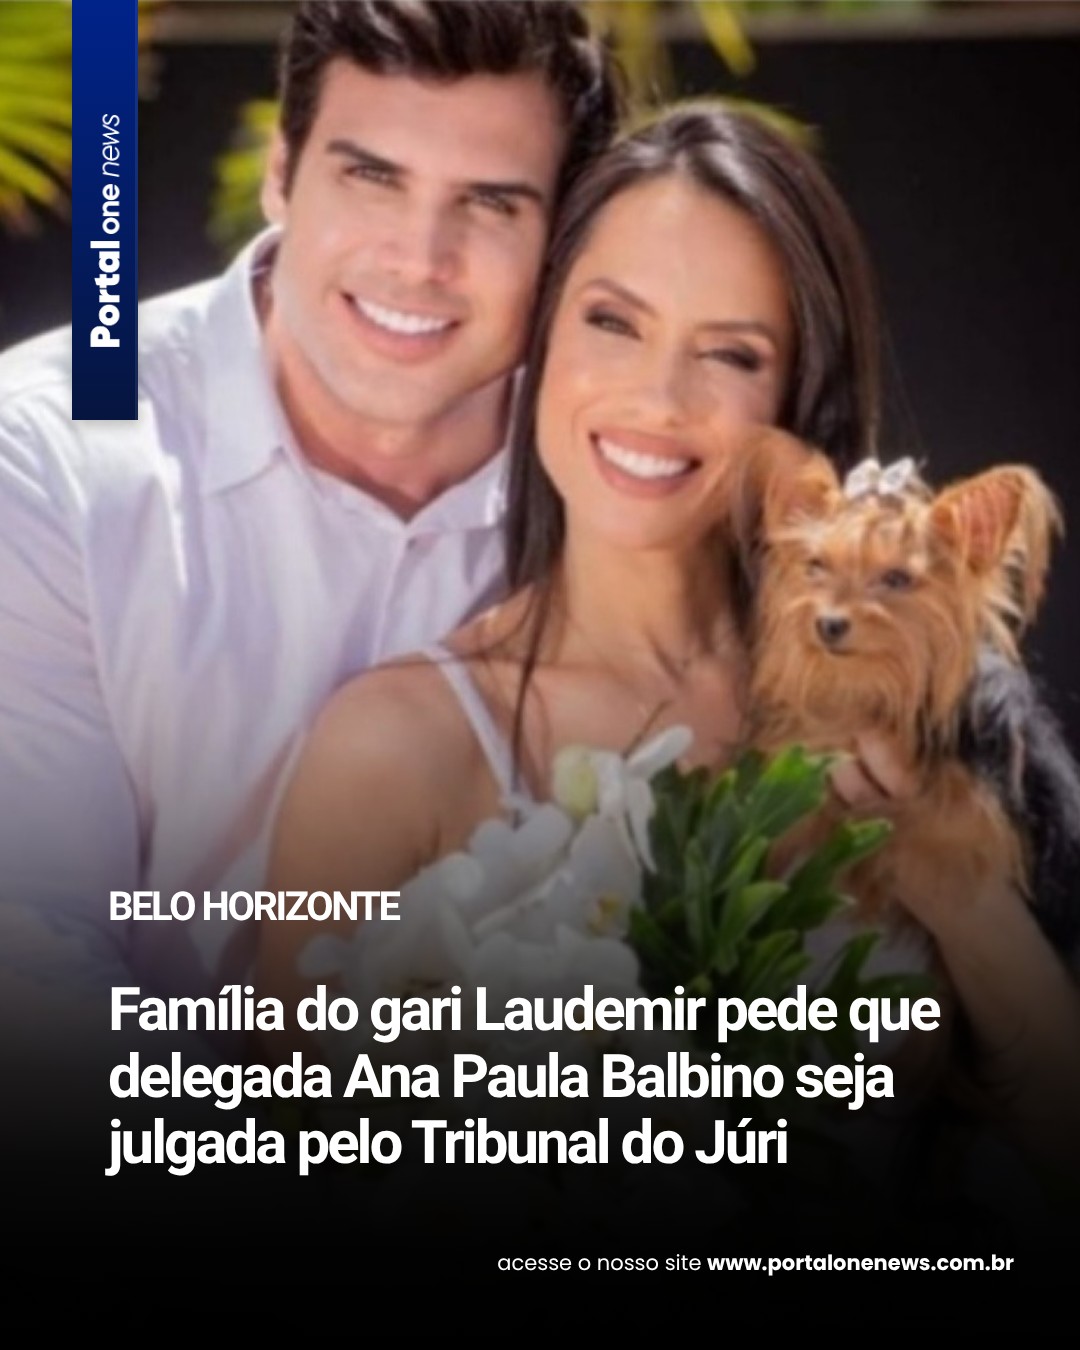 Portal one news
BELO HORIZONTE
Família do gari Laudemir pede que
delegada Ana Paula Balbino seja
julgada pelo Tribunal do Júri
acesse o nosso site www.portalonenews.com.br